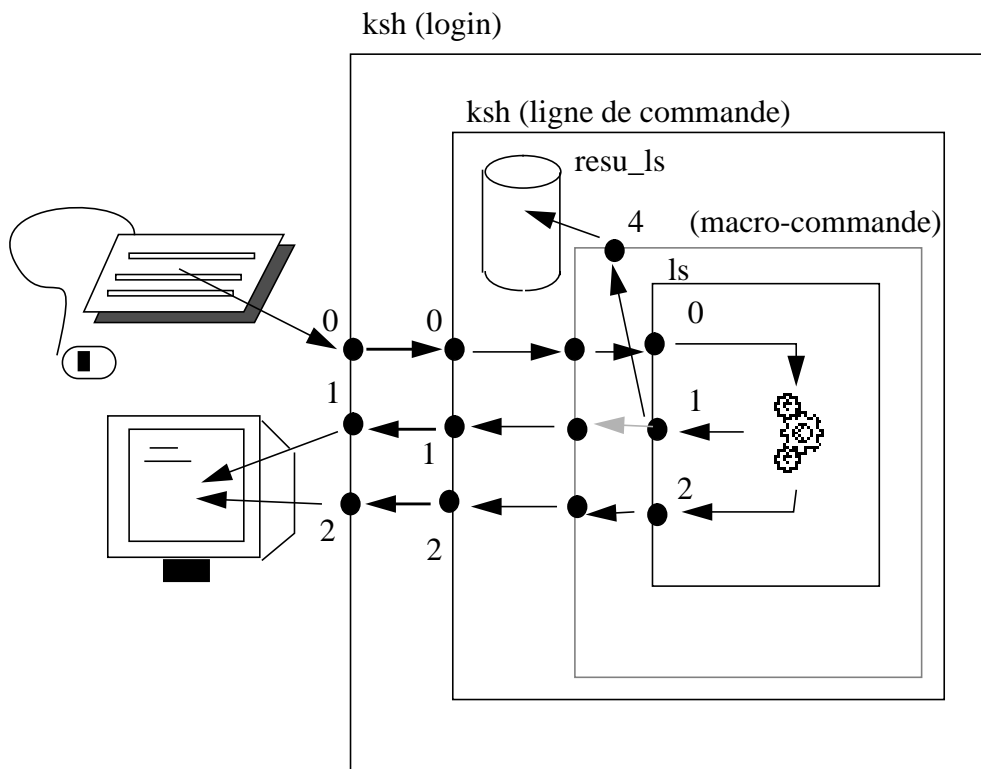 ksh (login)
ksh (ligne de commande)
resu_ls
4
(macro-commande)
ls
0
0
0
1
1
1
2
2
2